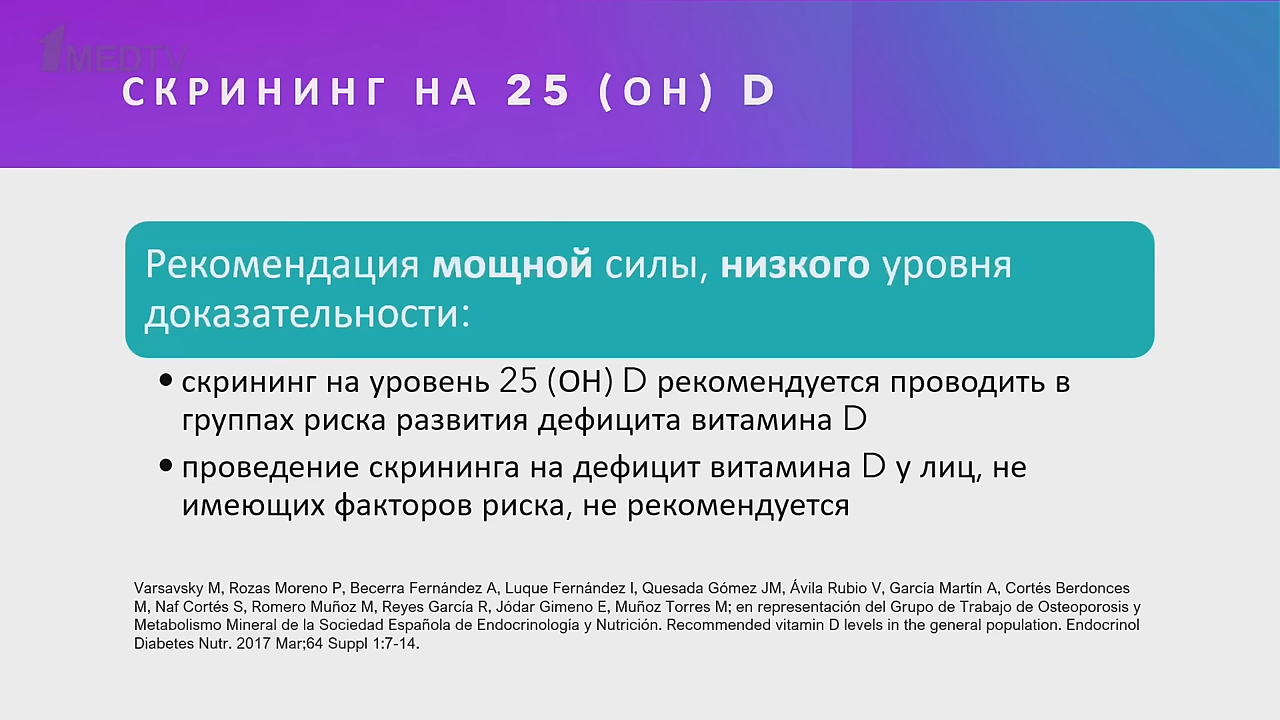 1MEDTV
СКРИНИНГ НА 25 (ОН) D
Рекомендация мощной силы, низкого уровня
доказательности:
• скрининг на уровень 25 (ОН) D рекомендуется проводить в
группах риска развития дефицита витамина D
• проведение скрининга на дефицит витамина D у лиц, не
имеющих факторов риска, не рекомендуется
Varsavsky M, Rozas Moreno P, Becerra Fernández A, Luque Fernández I, Quesada Gómez JM, Ávila Rubio V, García Martín A, Cortés Berdonces
M, Naf Cortés S, Romero Muñoz M, Reyes García R, Jódar Gimeno E, Muñoz Torres M; en representación del Grupo de Trabajo de Osteoporosis y
Metabolismo Mineral de la Sociedad Española de Endocrinología y Nutrición. Recommended vitamin D levels in the general population. Endocrinol
Diabetes Nutr. 2017 Mar;64 Suppl 1:7-14.